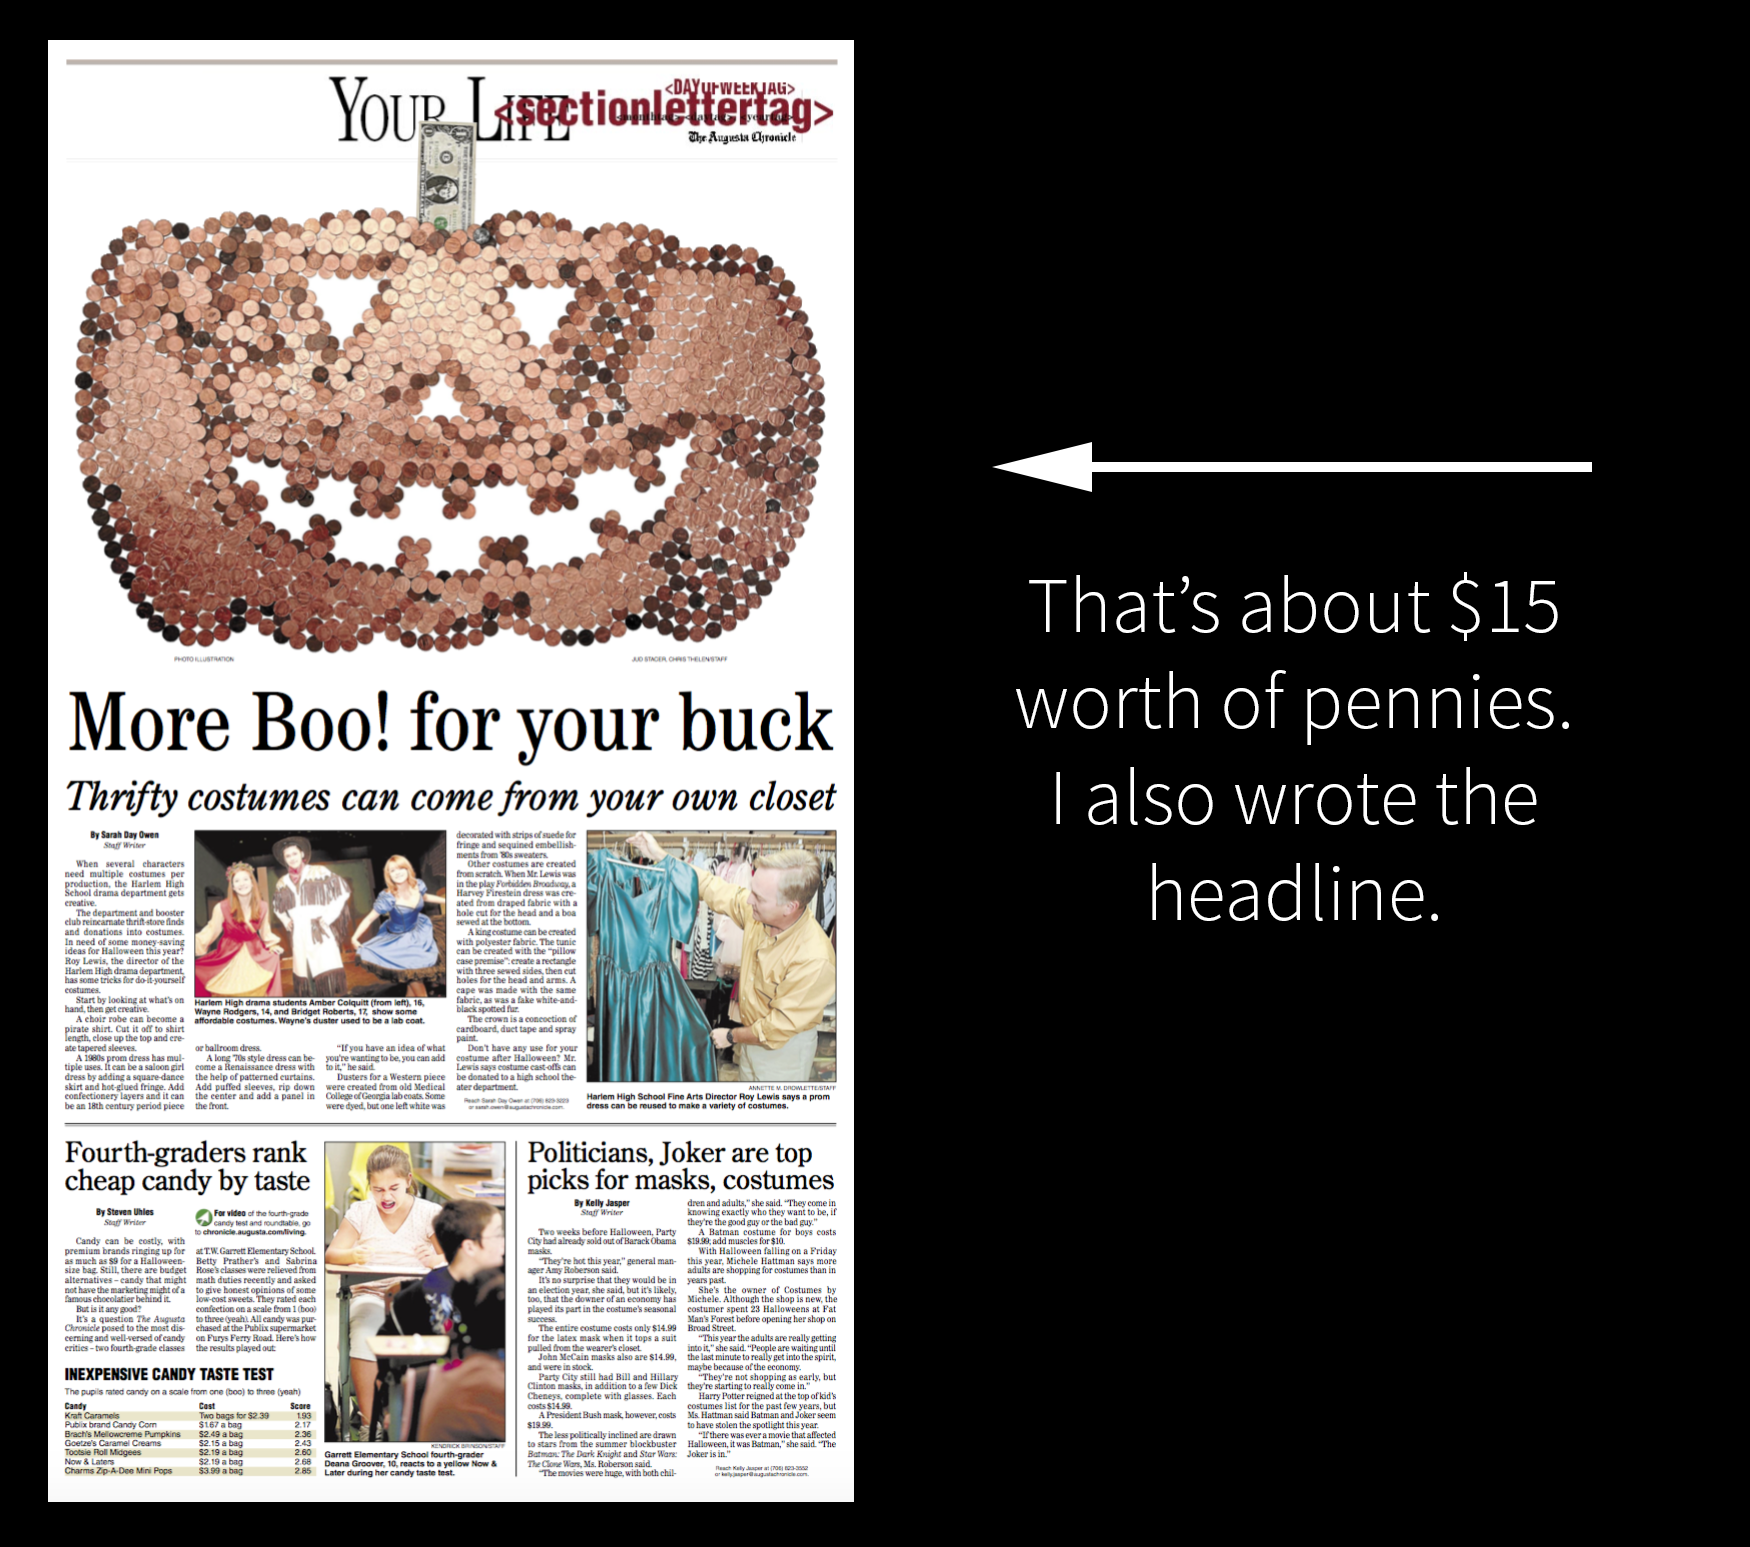 YOUR LIFE
<DAYOFWEEKTAG>
<sectionlettertag>
<monthtag> <daytag>, <yeartag>
The Augusta Chronicle
PHOTO ILLUSTRATION
JUD STACER, CHRIS THELEN/STAFF
More Boo! for your buck
Thrifty costumes can come from your own closet
By Sarah Day Owen
Staff Writer
When several characters
need multiple costumes per
production, the Harlem High
School drama department gets
creative.
The department and booster
club reincarnate thrift-store finds
and donations into costumes.
In need of some money-saving
ideas for Halloween this year?
Roy Lewis, the director of the
Harlem High drama department,
has some tricks for do-it-yourself
costumes.
Start by looking at what's on
hand, then get creative.
A choir robe can become a
pirate shirt. Cut it off to shirt
length, close up the top and cre-
ate tapered sleeves.
A 1980s prom dress has mul-
tiple uses. It can be a saloon girl
dress by adding a square-dance
skirt and hot-glued fringe. Add
confectionery layers and it can
be an 18th century period piece
Harlem High drama students Amber Colquitt (from left), 16,
Wayne Rodgers, 14, and Bridget Roberts, 17, show some
affordable costumes. Wayne's duster used to be a lab coat.
or ballroom dress.
A long '70s style dress can be-
come a Renaissance dress with
the help of patterned curtains.
Add puffed sleeves, rip down
the center and add a panel in
the front.
"If you have an idea of what
you're wanting to be, you can add
to it," he said.
Dusters for a Western piece
were created from old Medical
College of Georgia lab coats. Some
were dyed, but one left white was
decorated with strips of suede for
fringe and sequined embellish-
ments from '80s sweaters.
Other costumes are created
from scratch. When Mr. Lewis was
in the play Forbidden Broadway, a
Harvey Firestein dress was cre-
ated from draped fabric with a
hole cut for the head and a boa
sewed at the bottom.
A king costume can be created
with polyester fabric. The tunic
can be created with the "pillow
case premise": create a rectangle
with three sewed sides, then cut
holes for the head and arms. A
cape was made with the same
fabric, as was a fake white-and-
black spotted fur.
The crown is a concoction of
cardboard, duct tape and spray
paint.
Don't have any use for your
costume after Halloween? Mr.
Lewis says costume cast-offs can
be donated to a high school the-
ater department.
Reach Sarah Day Owen at (706) 823-3223
or sarah.owen@augustachronicle.com.
ANNETTE M. DROWLETTE/STAFF
Harlem High School Fine Arts Director Roy Lewis says a prom
dress can be reused to make a variety of costumes.
Fourth-graders rank
cheap candy by taste
By Steven Uhles
Staff Writer
Candy can be costly, with
premium brands ringing up for
as much as $9 for a Halloween-
size bag. Still, there are budget
alternatives – candy that might
not have the marketing might of a
famous chocolatier behind it.
But is it any good?
It's a question The Augusta
Chronicle posed to the most dis-
cerning and well-versed of candy
critics – two fourth-grade classes
For video of the fourth-grade
candy test and roundtable, go
to chronicle.augusta.com/living.
at T.W. Garrett Elementary School.
Betty Prather's and Sabrina
Rose's classes were relieved from
math duties recently and asked
to give honest opinions of some
low-cost sweets. They rated each
confection on a scale from 1 (boo)
to three (yeah). All candy was pur-
chased at the Publix supermarket
on Furys Ferry Road. Here's how
the results played out:
INEXPENSIVE CANDY TASTE TEST
The pupils rated candy on a scale from one (boo) to three (yeah)
Candy Cost Score
Kraft Caramels Two bags for $2.39 1.93
Publix brand Candy Corn $1.67 a bag 2.17
Brach's Mellowcreme Pumpkins $2.49 a bag 2.36
Goetze's Caramel Creams $2.15 a bag 2.43
Tootsie Roll Midgees $2.19 a bag 2.60
Now & Laters $2.19 a bag 2.68
Charms Zip-A-Dee Mini Pops $3.99 a bag 2.85
KENDRICK BRINSON/STAFF
Garrett Elementary School fourth-grader
Deana Groover, 10, reacts to a yellow Now &
Later during her candy taste test.
Politicians, Joker are top
picks for masks, costumes
By Kelly Jasper
Staff Writer
Two weeks before Halloween, Party
City had already sold out of Barack Obama
masks.
"They're hot this year," general man-
ager Amy Roberson said.
It's no surprise that they would be in
an election year, she said, but it's likely,
too, that the downer of an economy has
played its part in the costume's seasonal
success.
The entire costume costs only $14.99
for the latex mask when it tops a suit
pulled from the wearer's closet.
John McCain masks also are $14.99,
and were in stock.
Party City still had Bill and Hillary
Clinton masks, in addition to a few Dick
Cheneys, complete with glasses. Each
costs $14.99.
A President Bush mask, however, costs
$19.99.
The less politically inclined are drawn
to stars from the summer blockbuster
Batman: The Dark Knight and Star Wars:
The Clone Wars, Ms. Roberson said.
"The movies were huge, with both chil-
dren and adults," she said. "They come in
knowing exactly who they want to be, if
they're the good guy or the bad guy."
A Batman costume for boys costs
$19.99; add muscles for $10.
With Halloween falling on a Friday
this year, Michele Hattman says more
adults are shopping for costumes than in
years past.
She's the owner of Costumes by
Michele. Although the shop is new, the
costumer spent 23 Halloweens at Fat
Man's Forest before opening her shop on
Broad Street.
"This year the adults are really getting
into it," she said. "People are waiting until
the last minute to really get into the spirit,
maybe because of the economy.
"They're not shopping as early, but
they're starting to really come in."
Harry Potter reigned at the top of kid's
costumes list for the past few years, but
Ms. Hattman said Batman and Joker seem
to have stolen the spotlight this year.
"If there was ever a movie that affected
Halloween, it was Batman," she said. "The
Joker is in."
Reach Kelly Jasper at (706) 823-3552
or kelly.jasper@augustachronicle.com.
That's about $15
worth of pennies.
I also wrote the
headline.